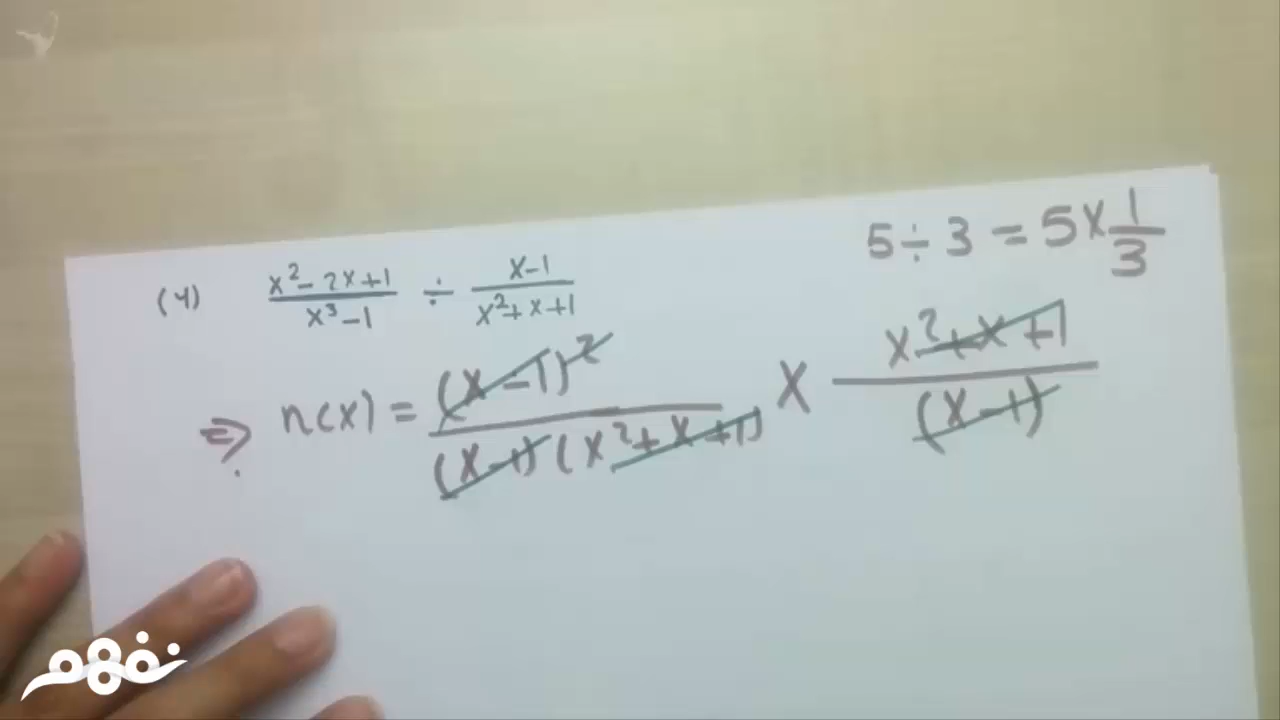 5 ÷ 3 = 5 x 1/3
(4) (x² - 2x + 1)/(x³ - 1) ÷ (x - 1)/(x² + x + 1)
⇒ n(x) = (x - 1)²/((x - 1)(x² + x + 1)) x (x² + x + 1)/(x - 1)
نفهم